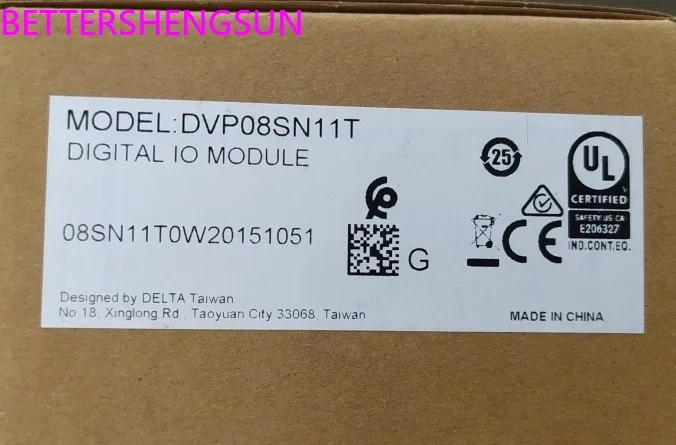 BETTERSHENGSUN
MODEL:DVP08SN11T
DIGITAL IO MODULE
25
UL
CERTIFIED
SAFETY US CA
E206327
IND.CONT.EQ.
CE
08SN11T0W20151051
G
Designed by DELTA Taiwan
No 18, Xinglong Rd , Taoyuan City 33068, Taiwan
MADE IN CHINA